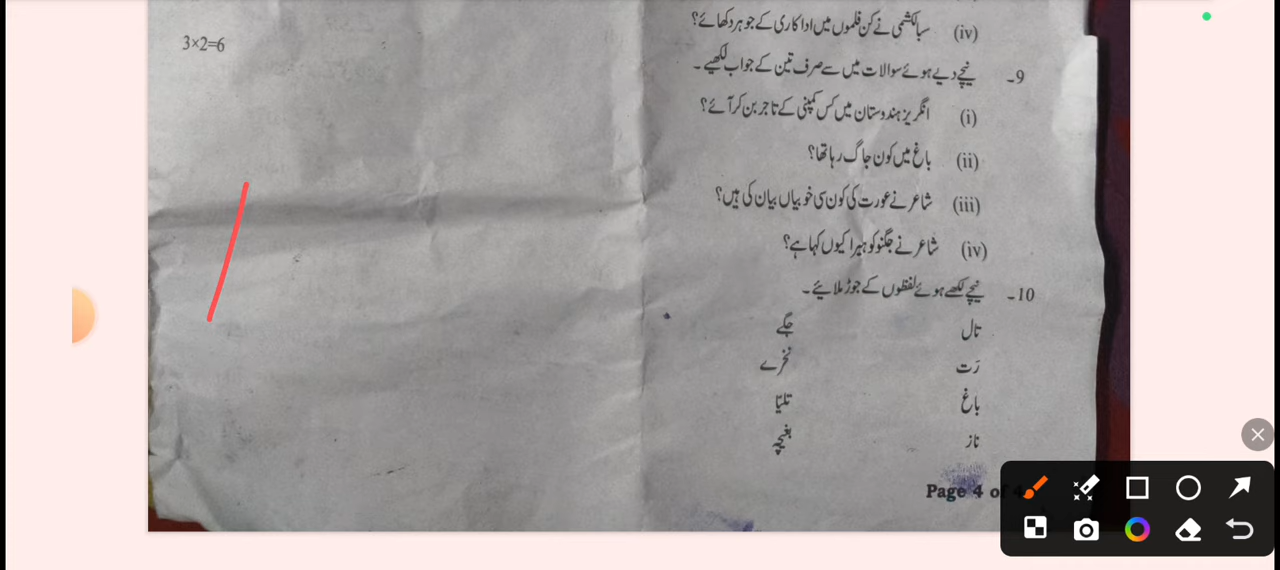 (iv) سبالکشمی نے کن فلموں میں اداکاری کے جوہر دکھائے؟
3×2=6
9۔ نیچے دیے ہوئے سوالات میں سے صرف تین کے جواب لکھیے۔
(i) انگریز ہندوستان میں کس کمپنی کے تاجر بن کر آئے؟
(ii) باغ میں کون جاگ رہا تھا؟
(iii) شاعر نے عورت کی کون سی خوبیاں بیان کی ہیں؟
(iv) شاعر نے جگنو کو ہیرا کیوں کہا ہے؟
10۔ نیچے لکھے ہوئے لفظوں کے جوڑ ملائیے۔
تال جگے
رَت نخرے
باغ تلیّا
ناز بغیچہ
Page 4 of 4